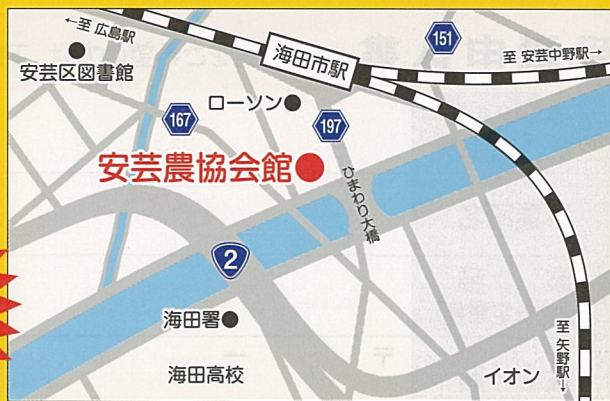 ←至 広島駅
安芸区図書館
海田市駅
151
至 安芸中野駅→
167
ローソン
197
安芸農協会館
ひまわり大橋
2
海田署
海田高校
イオン
至 矢野駅→